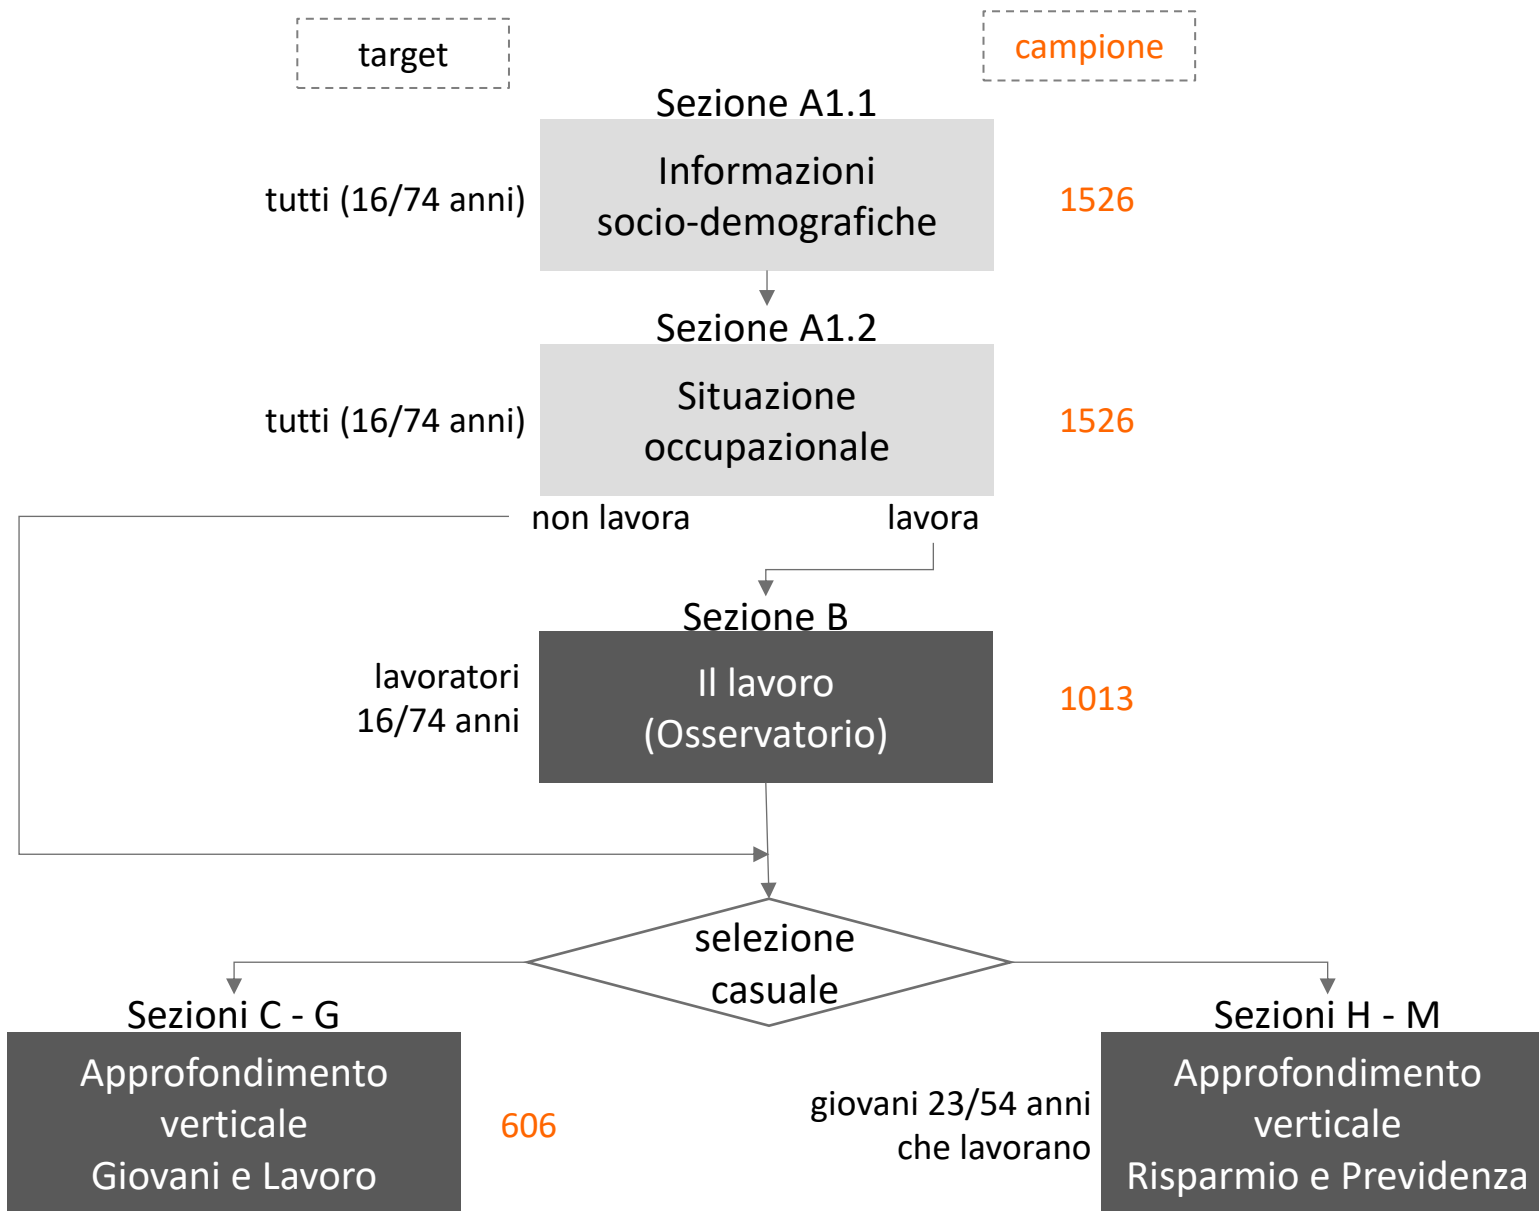 target
campione
Sezione A1.1
Informazioni
socio-demografiche
tutti (16/74 anni)
1526
Sezione A1.2
Situazione
occupazionale
tutti (16/74 anni)
1526
non lavora
lavora
Sezione B
Il lavoro
(Osservatorio)
lavoratori
16/74 anni
1013
selezione
casuale
Sezioni C - G
Approfondimento
verticale
Giovani e Lavoro
606
giovani 23/54 anni
che lavorano
Sezioni H - M
Approfondimento
verticale
Risparmio e Previdenza